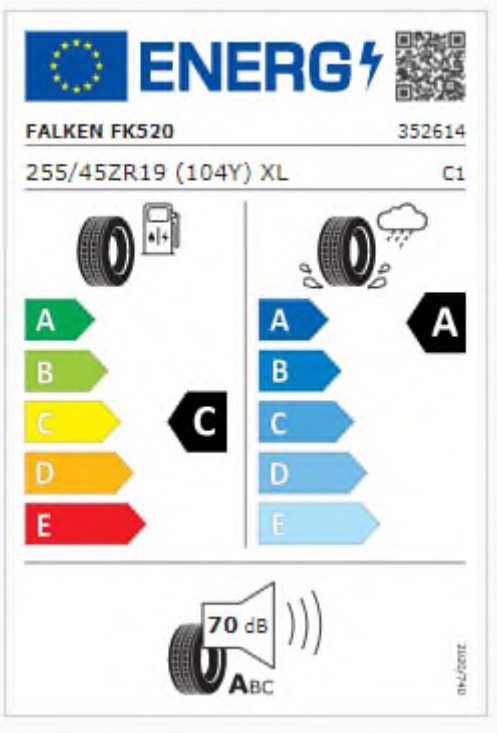 ENERG
FALKEN FK520 352614
255/45ZR19 (104Y) XL C1
A A A
B B
C C C
D D
E E
70 dB
ABC
2020/740